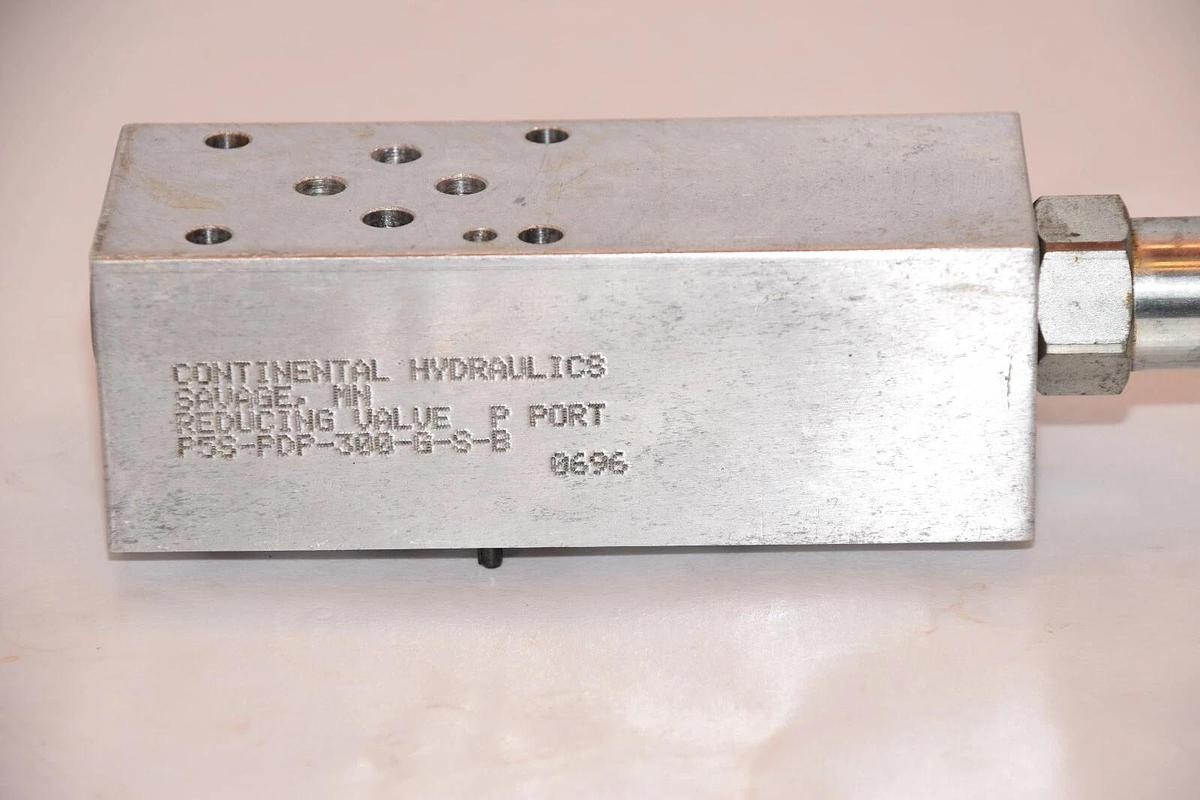 CONTINENTAL HYDRAULICS
SAVAGE, MN
REDUCING VALVE P PORT
P5S-PDP-300-G-S-B
0696